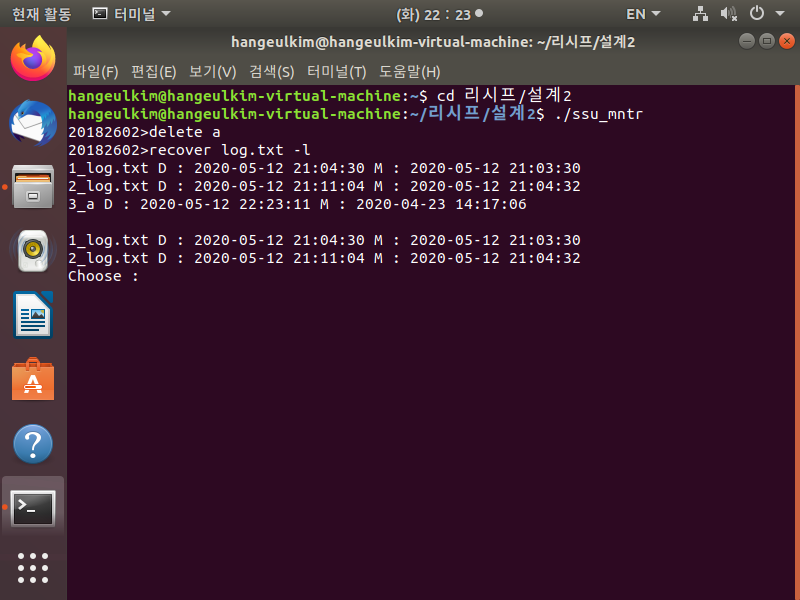 현재 활동 터미널 (화) 22 : 23 EN
hangeulkim@hangeulkim-virtual-machine: ~/리시프/설계2
파일(F) 편집(E) 보기(V) 검색(S) 터미널(T) 도움말(H)
hangeulkim@hangeulkim-virtual-machine:~$ cd 리시프/설계2
hangeulkim@hangeulkim-virtual-machine:~/리시프/설계2$ ./ssu_mntr
20182602>delete a
20182602>recover log.txt -l
1_log.txt D : 2020-05-12 21:04:30 M : 2020-05-12 21:03:30
2_log.txt D : 2020-05-12 21:11:04 M : 2020-05-12 21:04:32
3_a D : 2020-05-12 22:23:11 M : 2020-04-23 14:17:06
1_log.txt D : 2020-05-12 21:04:30 M : 2020-05-12 21:03:30
2_log.txt D : 2020-05-12 21:11:04 M : 2020-05-12 21:04:32
Choose :